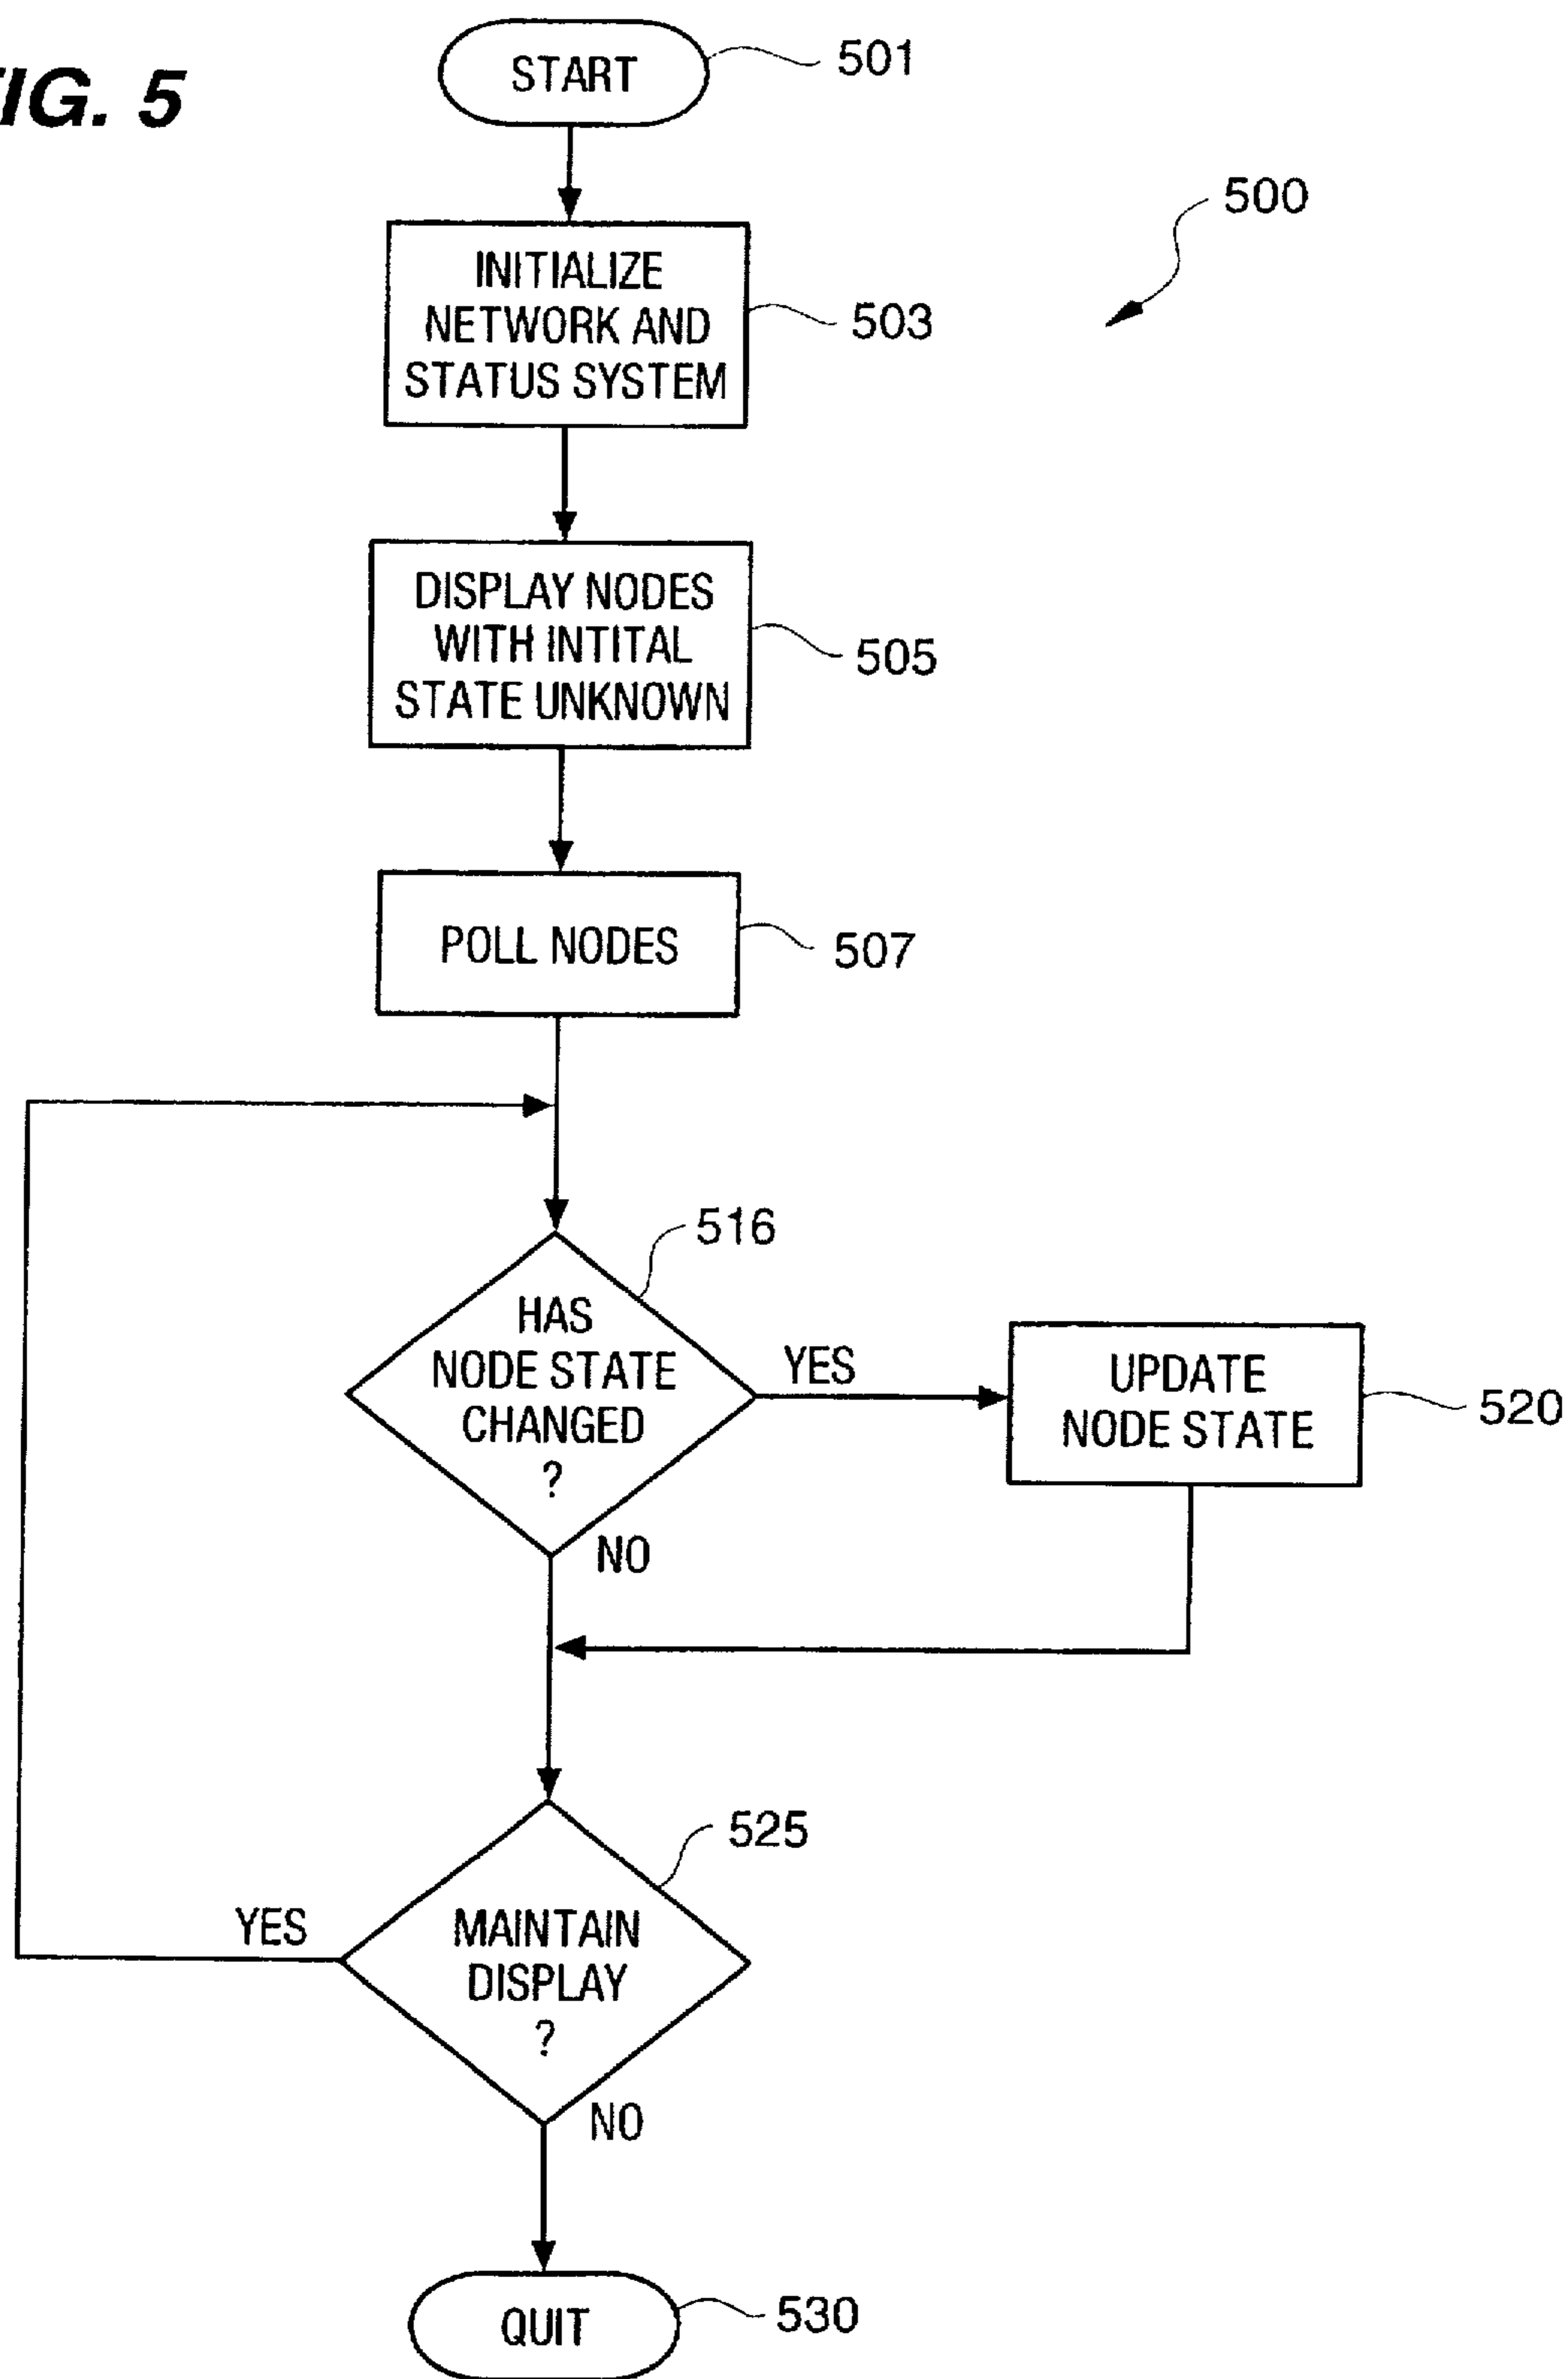 IG. 5
START
501
500
INITIALIZE
NETWORK AND
STATUS SYSTEM
503
DISPLAY NODES
WITH INTITAL
STATE UNKNOWN
505
POLL NODES
507
516
HAS
NODE STATE
CHANGED
?
YES
UPDATE
NODE STATE
520
NO
525
MAINTAIN
DISPLAY
?
YES
NO
QUIT
530